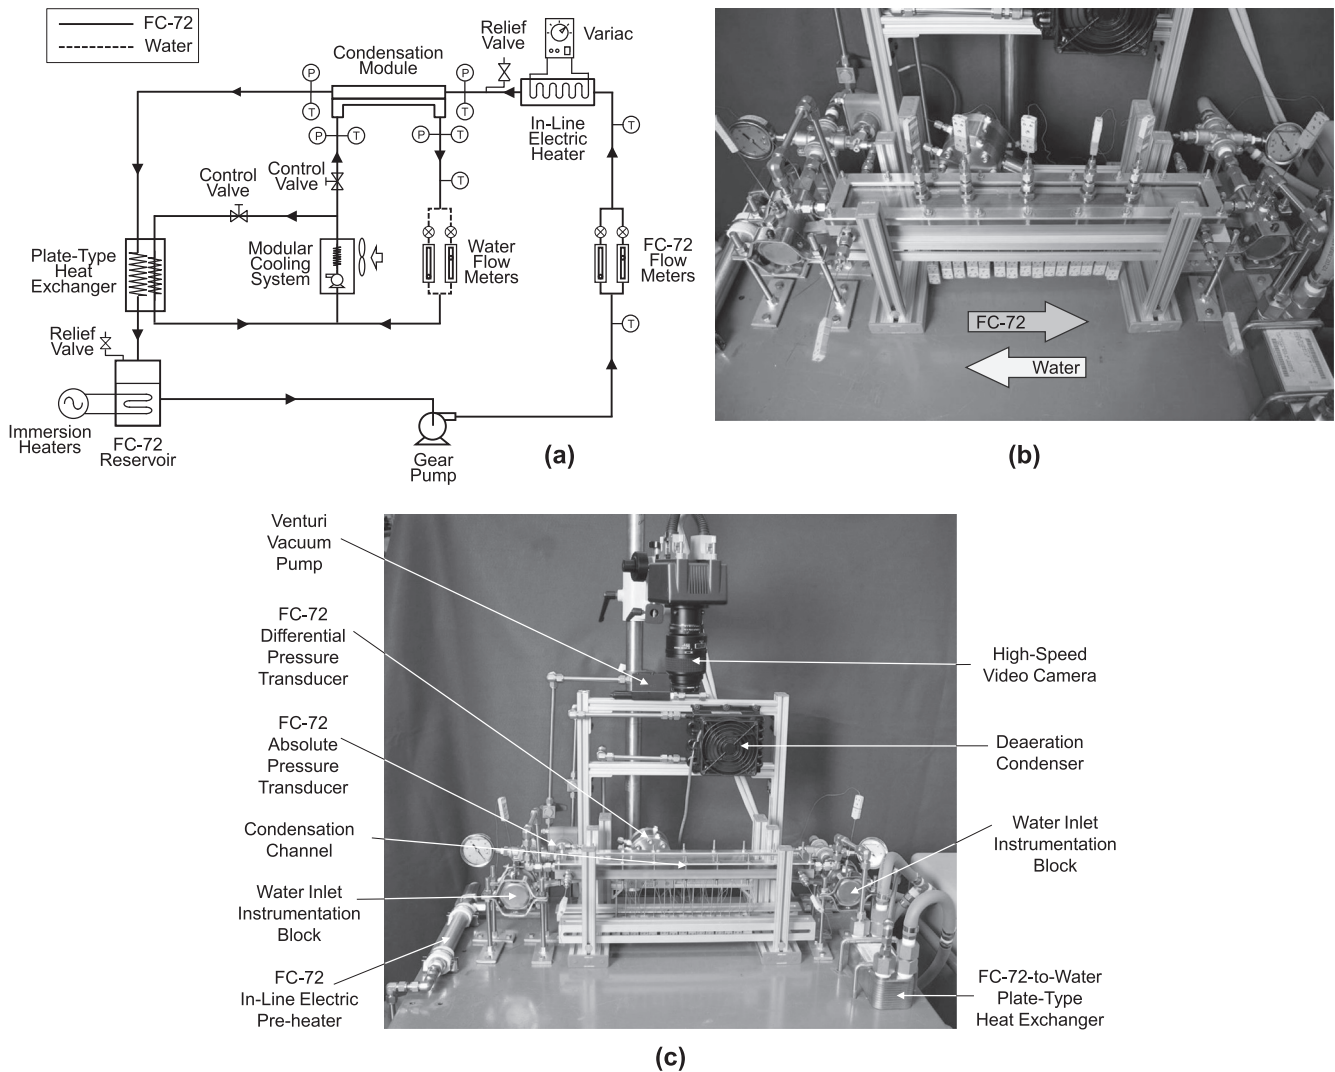 FC-72
Water
Condensation
Module
Relief
Valve
Variac
P
T
P
T
P
T
P
T
In-Line
Electric
Heater
T
T
Control
Valve
Control
Valve
Plate-Type
Heat
Exchanger
Modular
Cooling
System
Water
Flow
Meters
FC-72
Flow
Meters
T
Relief
Valve
Immersion
Heaters
FC-72
Reservoir
Gear
Pump
(a)
FC-72
Water
(b)
Venturi
Vacuum
Pump
FC-72
Differential
Pressure
Transducer
FC-72
Absolute
Pressure
Transducer
Condensation
Channel
Water Inlet
Instrumentation
Block
FC-72
In-Line Electric
Pre-heater
High-Speed
Video Camera
Deaeration
Condenser
Water Inlet
Instrumentation
Block
FC-72-to-Water
Plate-Type
Heat Exchanger
(c)